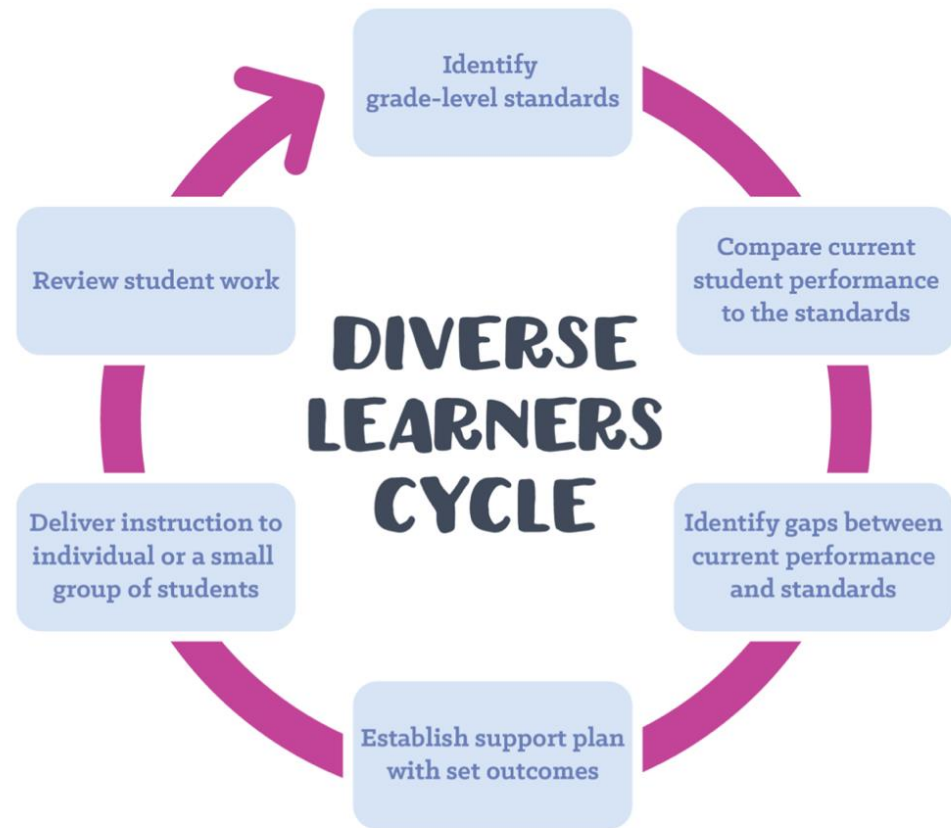 Identify
grade-level standards
Compare current
student performance
to the standards
Identify gaps between
current performance
and standards
Establish support plan
with set outcomes
Deliver instruction to
individual or a small
group of students
Review student work
DIVERSE
LEARNERS
CYCLE